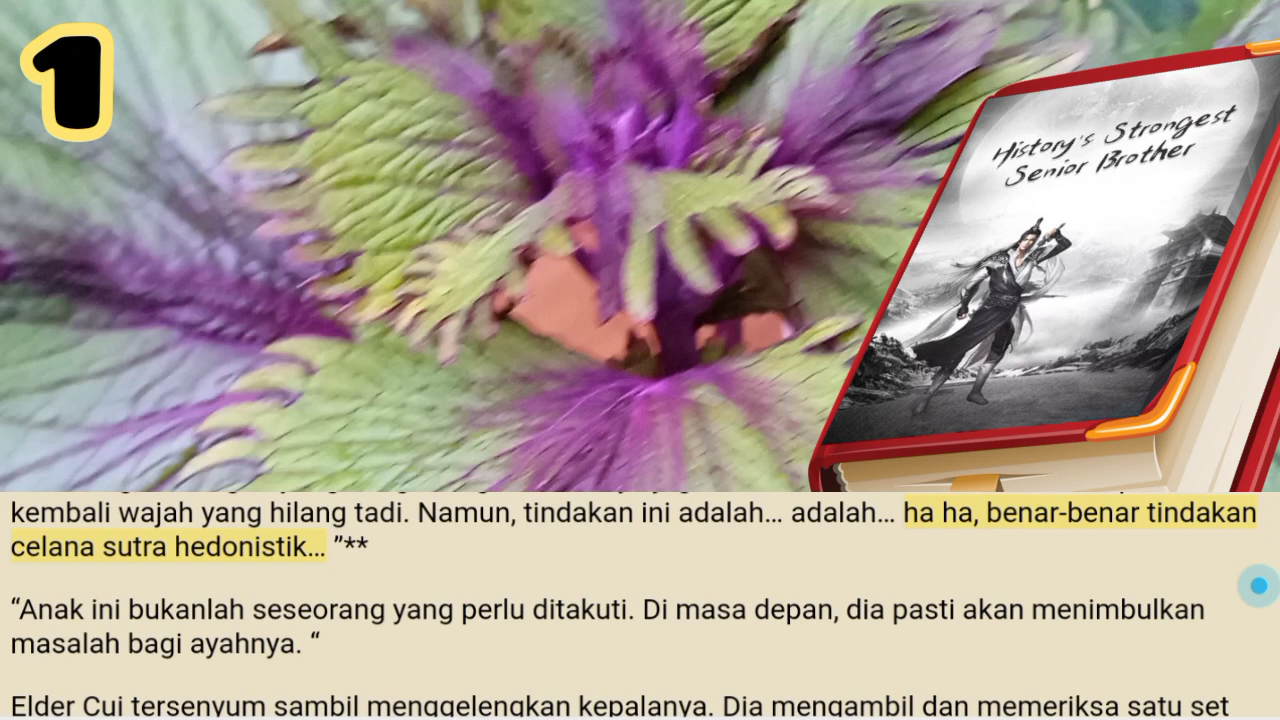 1
History's Strongest
Senior Brother
kembali wajah yang hilang tadi. Namun, tindakan ini adalah… adalah… ha ha, benar-benar tindakan
celana sutra hedonistik… ”**
“Anak ini bukanlah seseorang yang perlu ditakuti. Di masa depan, dia pasti akan menimbulkan
masalah bagi ayahnya. “
Elder Cui tersenyum sambil menggelengkan kepalanya. Dia mengambil dan memeriksa satu set